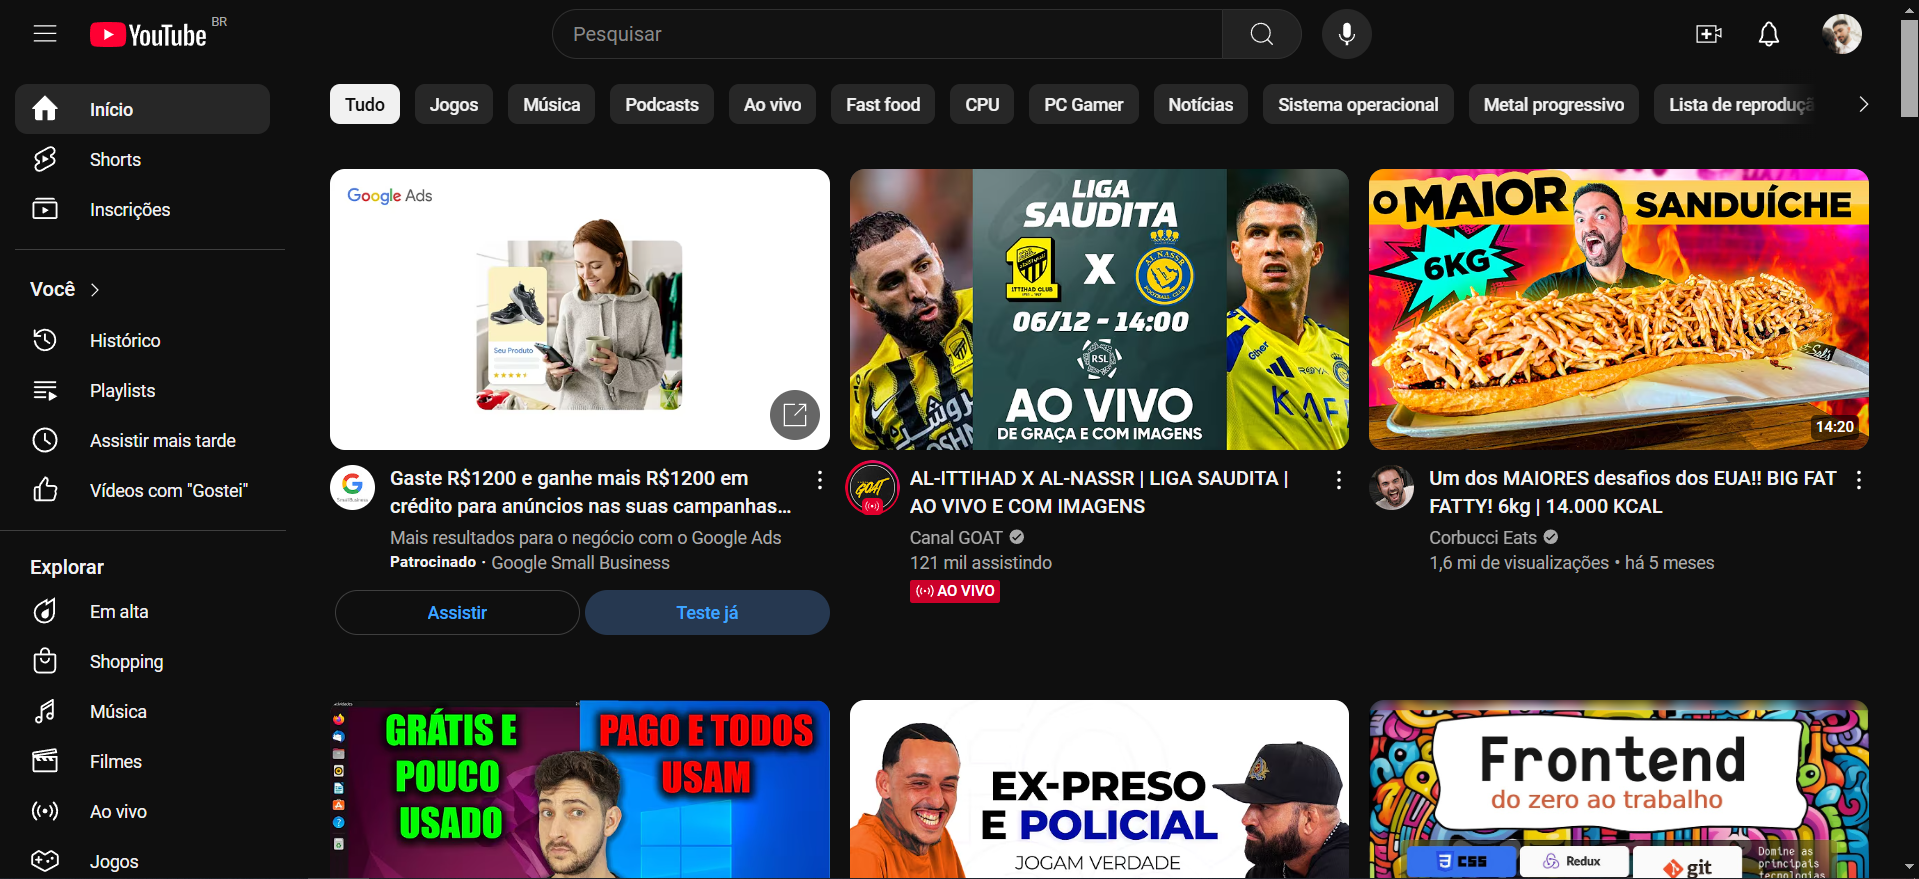 YouTube BR
Pesquisar
Início
Shorts
Inscrições
Você
Histórico
Playlists
Assistir mais tarde
Vídeos com "Gostei"
Explorar
Em alta
Shopping
Música
Filmes
Ao vivo
Jogos
Tudo
Jogos
Música
Podcasts
Ao vivo
Fast food
CPU
PC Gamer
Notícias
Sistema operacional
Metal progressivo
Lista de reproduçã
Google Ads
Seu Produto
Gaste R$1200 e ganhe mais R$1200 em
crédito para anúncios nas suas campanhas...
Mais resultados para o negócio com o Google Ads
Patrocinado · Google Small Business
Assistir
Teste já
LIGA
SAUDITA
ITTIHAD CLUB
X
AL NASSR
06/12 - 14:00
RSL
AO VIVO
DE GRAÇA E COM IMAGENS
GOAT
AL-ITTIHAD X AL-NASSR | LIGA SAUDITA |
AO VIVO E COM IMAGENS
Canal GOAT
121 mil assistindo
AO VIVO
O MAIOR SANDUÍCHE
6KG
14:20
Um dos MAIORES desafios dos EUA!! BIG FAT
FATTY! 6kg | 14.000 KCAL
Corbucci Eats
1,6 mi de visualizações • há 5 meses
GRÁTIS E
POUCO
USADO
PAGO E TODOS
USAM
EX-PRESO
E POLICIAL
JOGAM VERDADE
Frontend
do zero ao trabalho
CSS
Redux
git
Domine as
principais
tecnologias